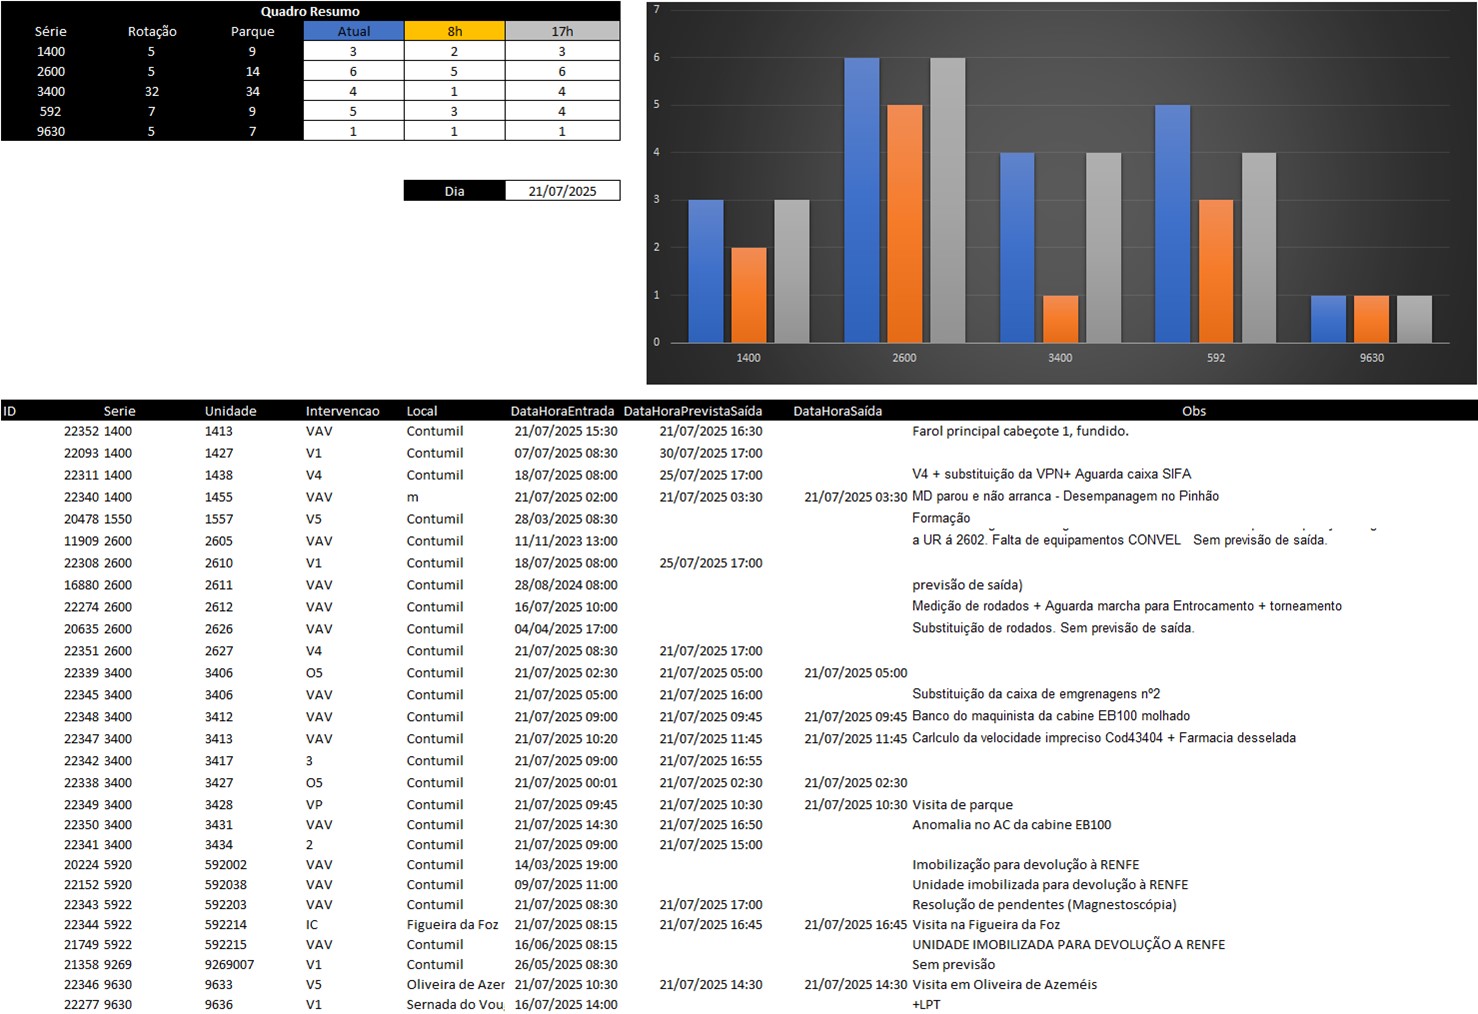 Quadro Resumo
Série Rotação Parque Atual 8h 17h
1400 5 9 3 2 3
2600 5 14 6 5 6
3400 32 34 4 1 4
592 7 9 5 3 4
9630 5 7 1 1 1
Dia 21/07/2025
7
6
5
4
3
2
1
0
1400 2600 3400 592 9630
ID Serie Unidade Intervencao Local DataHoraEntrada DataHoraPrevistaSaída DataHoraSaída Obs
22352 1400 1413 VAV Contumil 21/07/2025 15:30 21/07/2025 16:30 Farol principal cabeçote 1, fundido.
22093 1400 1427 V1 Contumil 07/07/2025 08:30 30/07/2025 17:00
22311 1400 1438 V4 Contumil 18/07/2025 08:00 25/07/2025 17:00 V4 + substituição da VPN+ Aguarda caixa SIFA
22340 1400 1455 VAV m 21/07/2025 02:00 21/07/2025 03:30 21/07/2025 03:30 MD parou e não arranca - Desempanagem no Pinhão
20478 1550 1557 V5 Contumil 28/03/2025 08:30 Formação
11909 2600 2605 VAV Contumil 11/11/2023 13:00 a UR á 2602. Falta de equipamentos CONVEL Sem previsão de saída.
22308 2600 2610 V1 Contumil 18/07/2025 08:00 25/07/2025 17:00
16880 2600 2611 VAV Contumil 28/08/2024 08:00 previsão de saída)
22274 2600 2612 VAV Contumil 16/07/2025 10:00 Medição de rodados + Aguarda marcha para Entrocamento + torneamento
20635 2600 2626 VAV Contumil 04/04/2025 17:00 Substituição de rodados. Sem previsão de saída.
22351 2600 2627 V4 Contumil 21/07/2025 08:30 21/07/2025 17:00
22339 3400 3406 O5 Contumil 21/07/2025 02:30 21/07/2025 05:00 21/07/2025 05:00
22345 3400 3406 VAV Contumil 21/07/2025 05:00 21/07/2025 16:00 Substituição da caixa de emgrenagens nº2
22348 3400 3412 VAV Contumil 21/07/2025 09:00 21/07/2025 09:45 21/07/2025 09:45 Banco do maquinista da cabine EB100 molhado
22347 3400 3413 VAV Contumil 21/07/2025 10:20 21/07/2025 11:45 21/07/2025 11:45 Carlculo da velocidade impreciso Cod43404 + Farmacia desselada
22342 3400 3417 3 Contumil 21/07/2025 09:00 21/07/2025 16:55
22338 3400 3427 O5 Contumil 21/07/2025 00:01 21/07/2025 02:30 21/07/2025 02:30
22349 3400 3428 VP Contumil 21/07/2025 09:45 21/07/2025 10:30 21/07/2025 10:30 Visita de parque
22350 3400 3431 VAV Contumil 21/07/2025 14:30 21/07/2025 16:50 Anomalia no AC da cabine EB100
22341 3400 3434 2 Contumil 21/07/2025 09:00 21/07/2025 15:00
20224 5920 592002 VAV Contumil 14/03/2025 19:00 Imobilização para devolução à RENFE
22152 5920 592038 VAV Contumil 09/07/2025 11:00 Unidade imobilizada para devolução à RENFE
22343 5922 592203 VAV Contumil 21/07/2025 08:30 21/07/2025 17:00 Resolução de pendentes (Magnestoscópia)
22344 5922 592214 IC Figueira da Foz 21/07/2025 08:15 21/07/2025 16:45 21/07/2025 16:45 Visita na Figueira da Foz
21749 5922 592215 VAV Contumil 16/06/2025 08:15 UNIDADE IMOBILIZADA PARA DEVOLUÇÃO A RENFE
21358 9269 9269007 V1 Contumil 26/05/2025 08:30 Sem previsão
22346 9630 9633 V5 Oliveira de Azer 21/07/2025 10:30 21/07/2025 14:30 21/07/2025 14:30 Visita em Oliveira de Azeméis
22277 9630 9636 V1 Sernada do Vou 16/07/2025 14:00 +LPT